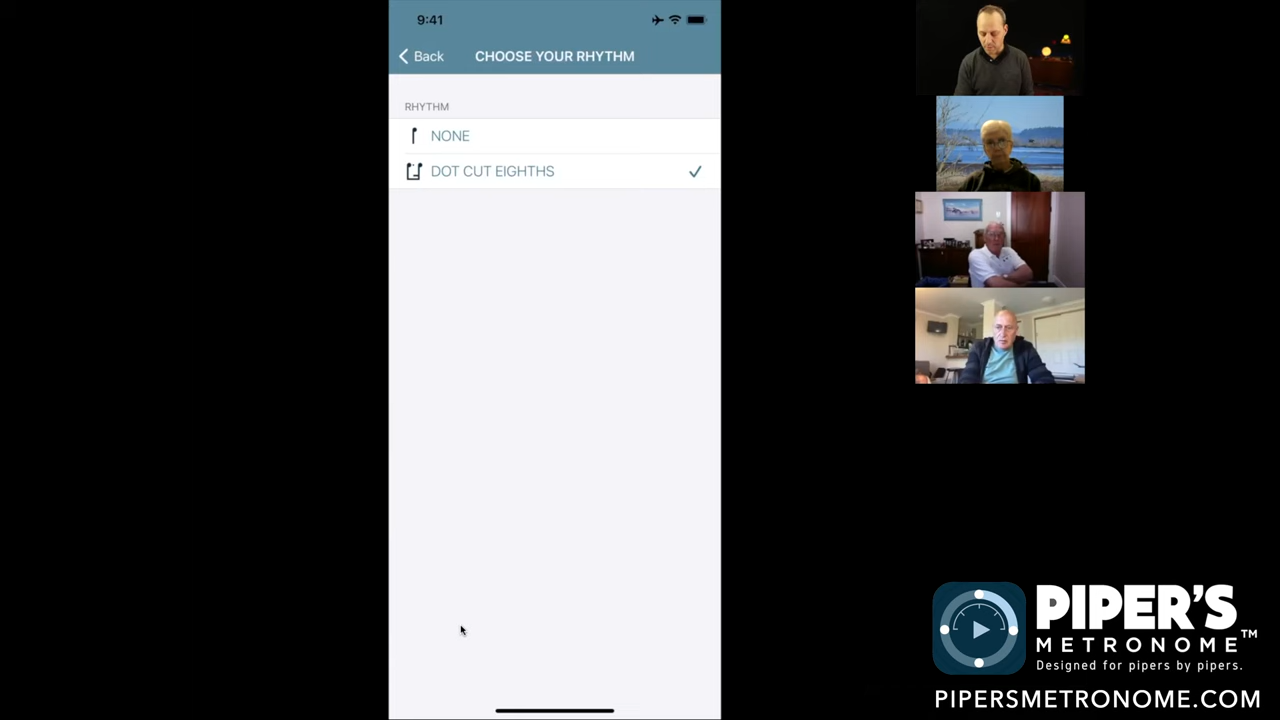 9:41
Back
CHOOSE YOUR RHYTHM
RHYTHM
NONE
DOT CUT EIGHTHS
PIPER'S
METRONOME™
Designed for pipers by pipers.
PIPERSMETRONOME.COM